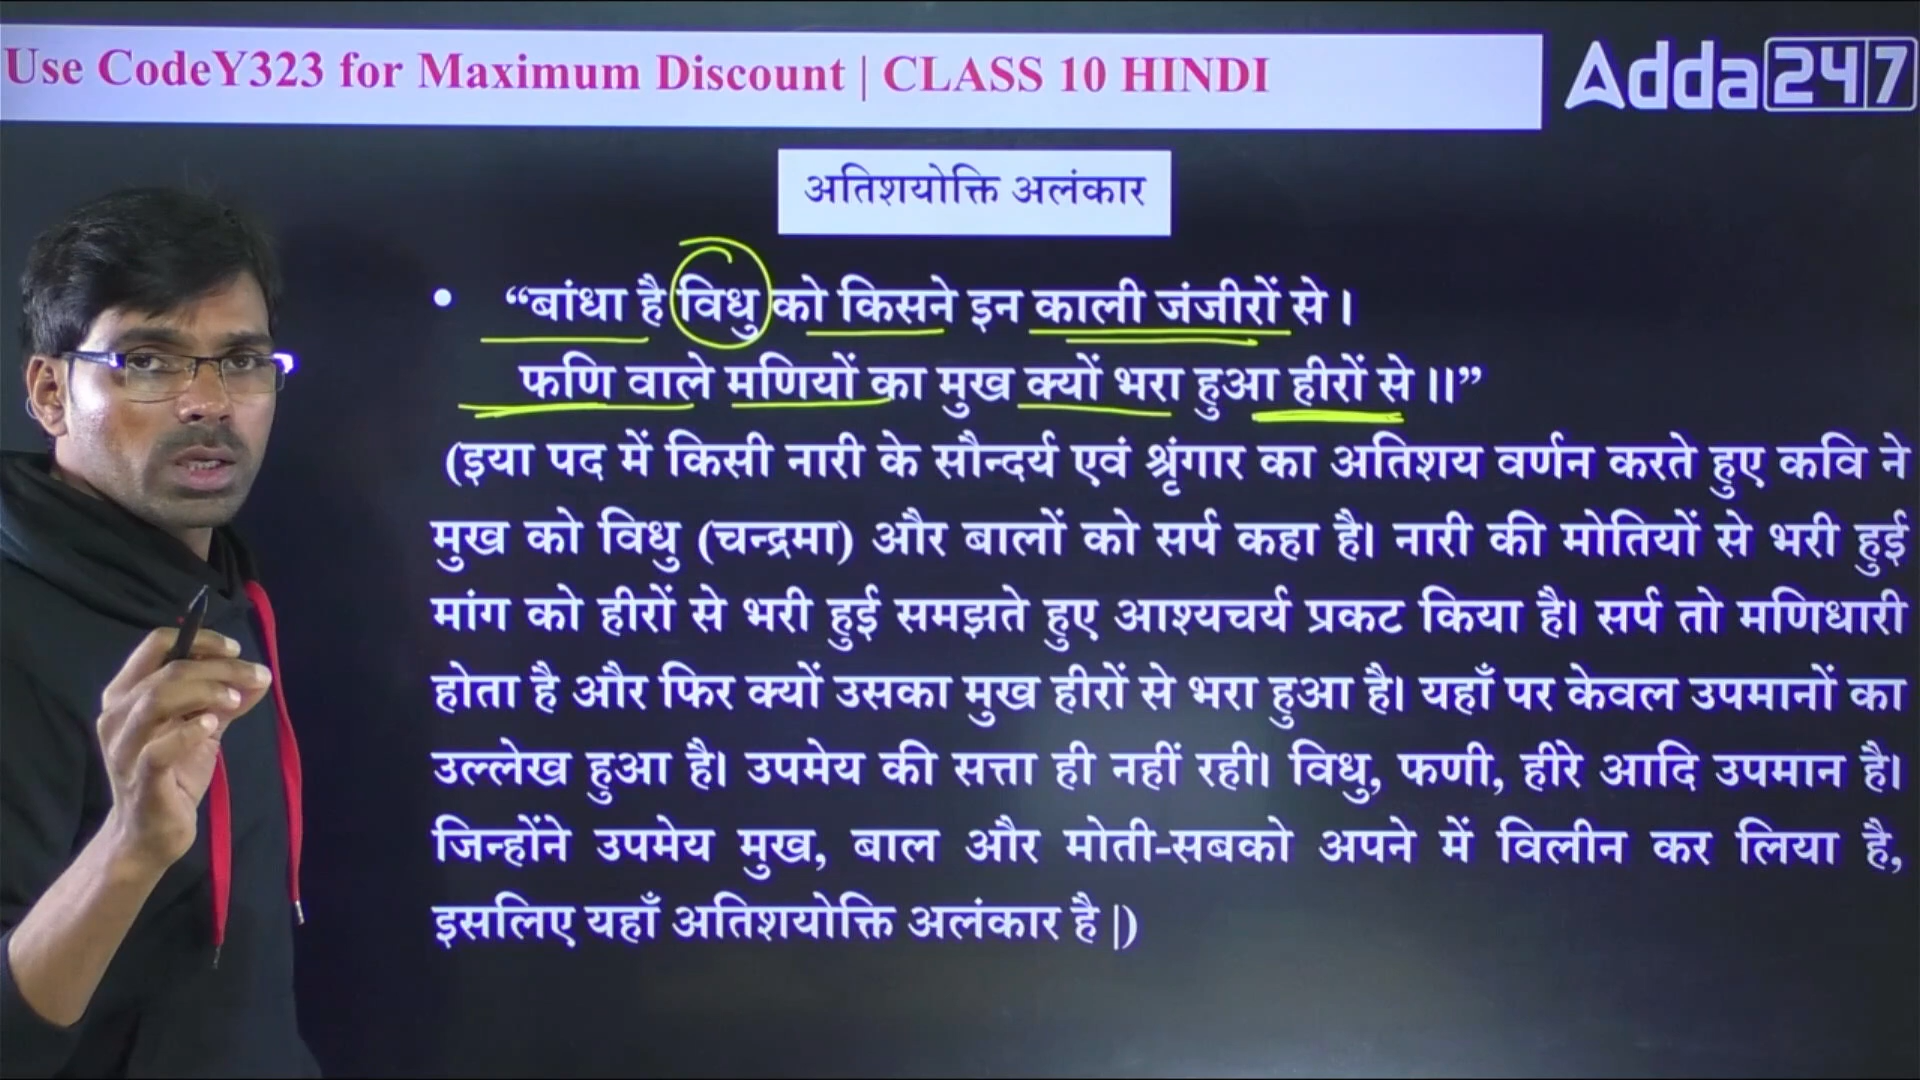 Use CodeY323 for Maximum Discount | CLASS 10 HINDI
Adda247
अतिशयोक्ति अलंकार
• “बांधा है विधु को किसने इन काली जंजीरों से ।
फणि वाले मणियों का मुख क्यों भरा हुआ हीरों से ।।”
(इया पद में किसी नारी के सौन्दर्य एवं श्रृंगार का अतिशय वर्णन करते हुए कवि ने
मुख को विधु (चन्द्रमा) और बालों को सर्प कहा है। नारी की मोतियों से भरी हुई
मांग को हीरों से भरी हुई समझते हुए आश्यचर्य प्रकट किया है। सर्प तो मणिधारी
होता है और फिर क्यों उसका मुख हीरों से भरा हुआ है। यहाँ पर केवल उपमानों का
उल्लेख हुआ है। उपमेय की सत्ता ही नहीं रही। विधु, फणी, हीरे आदि उपमान है।
जिन्होंने उपमेय मुख, बाल और मोती-सबको अपने में विलीन कर लिया है,
इसलिए यहाँ अतिशयोक्ति अलंकार है |)